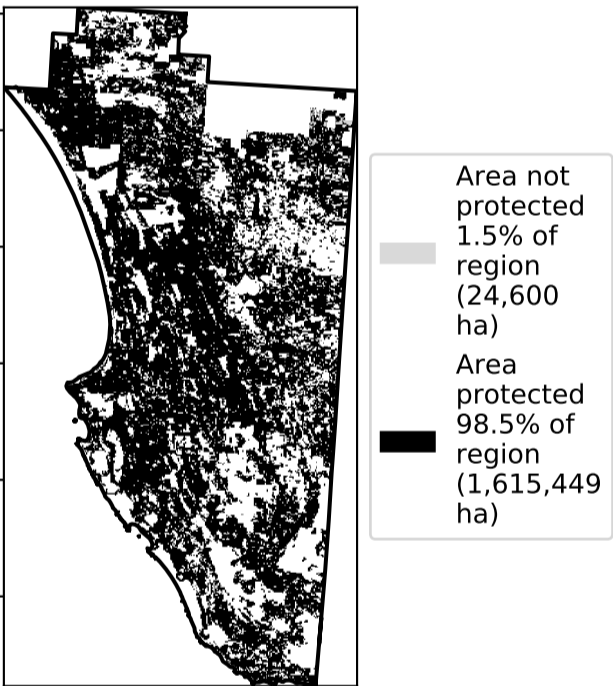 Area not
protected
1.5% of
region
(24,600
ha)
Area
protected
98.5% of
region
(1,615,449
ha)